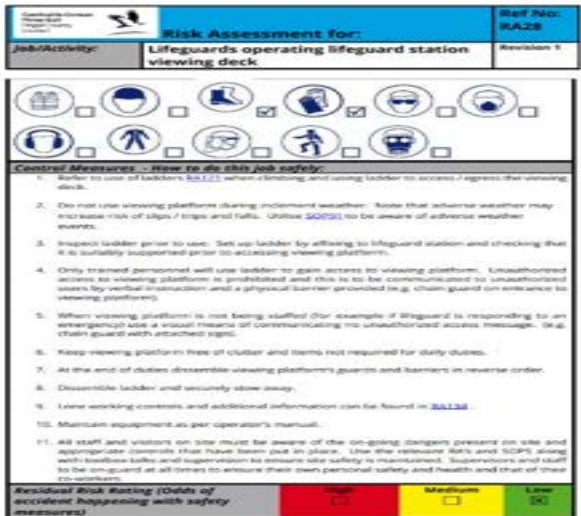 Comhairle Contae
Fhine Gall
Fingal County
Council
Risk Assessment for:
Ref No:
RA28
Job/Activity:
Lifeguards operating lifeguard station
viewing deck
Revision 1
Control Measures - How to do this job safely:
1. Refer to use of ladders RA121 when climbing and using ladder to access / egress the viewing
deck.
2. Do not use viewing platform during inclement weather. Note that adverse weather may
increase risk of slips / trips and falls. Utilise SOP91 to be aware of adverse weather
events.
3. Inspect ladder prior to use. Set up ladder by affixing to lifeguard station and checking that
it is suitably supported prior to accessing viewing platform.
4. Only trained personnel will use ladder to gain access to viewing platform. Unauthorized
access to viewing platform is prohibited and this is to be communicated to unauthorized
users by verbal instruction and a physical barrier provided (e.g. chain guard on entrance to
viewing platform).
5. When viewing platform is not being staffed (for example if lifeguard is responding to an
emergency) use a visual means of communicating no unauthorized access message. (e.g.
chain guard with attached sign).
6. Keep viewing platform free of clutter and items not required for daily duties.
7. At the end of duties dissemble viewing platform's guards and barriers in reverse order.
8. Dissemble ladder and securely stow away.
9. Lone working controls and additional information can be found in RA134.
10. Maintain equipment as per operator's manual.
11. All staff and visitors on site must be aware of the on-going dangers present on site and
appropriate controls that have been put in place. Use the relevant RA's and SOPS along
with toolbox talks and supervision to ensure site safety is maintained. Supervisors and staff
to be on-guard at all times to ensure their own personal safety and health and that of their
co-workers.
Residual Risk Rating (Odds of
accident happening with safety
measures)
High
Medium
Low